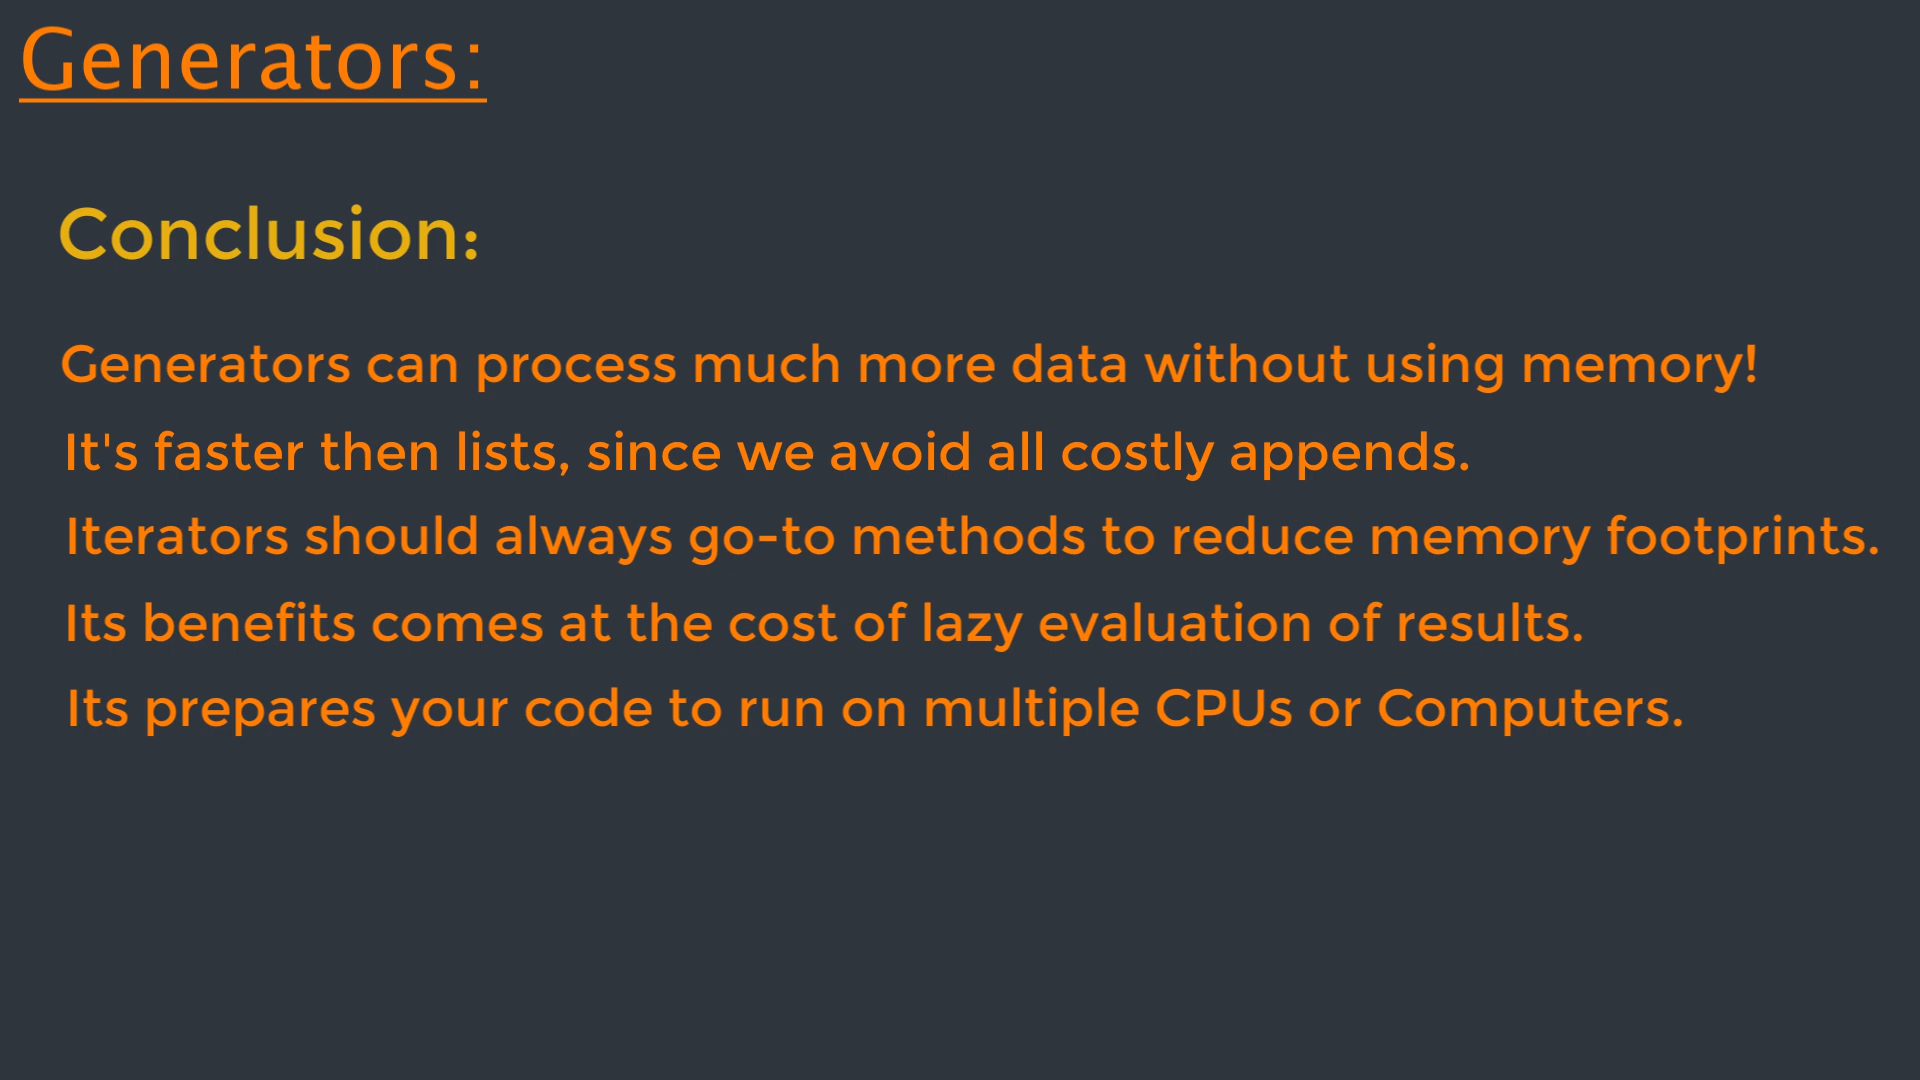 Generators:
Conclusion:
Generators can process much more data without using memory!
It's faster then lists, since we avoid all costly appends.
Iterators should always go-to methods to reduce memory footprints.
Its benefits comes at the cost of lazy evaluation of results.
Its prepares your code to run on multiple CPUs or Computers.